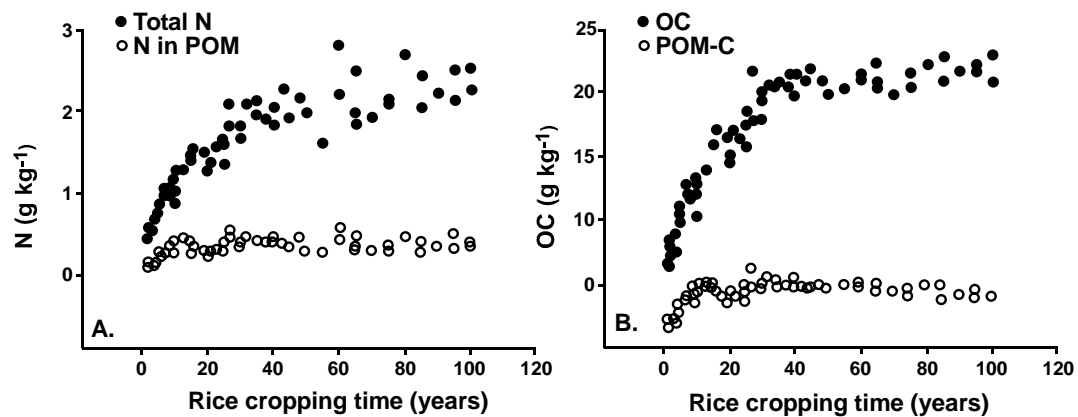 ● Total N
○ N in POM
3
2
1
0
N (g kg-1)
A.
0 20 40 60 80 100 120
Rice cropping time (years)
● OC
○ POM-C
25
20
15
10
0
OC (g kg-1)
B.
0 20 40 60 80 100 120
Rice cropping time (years)